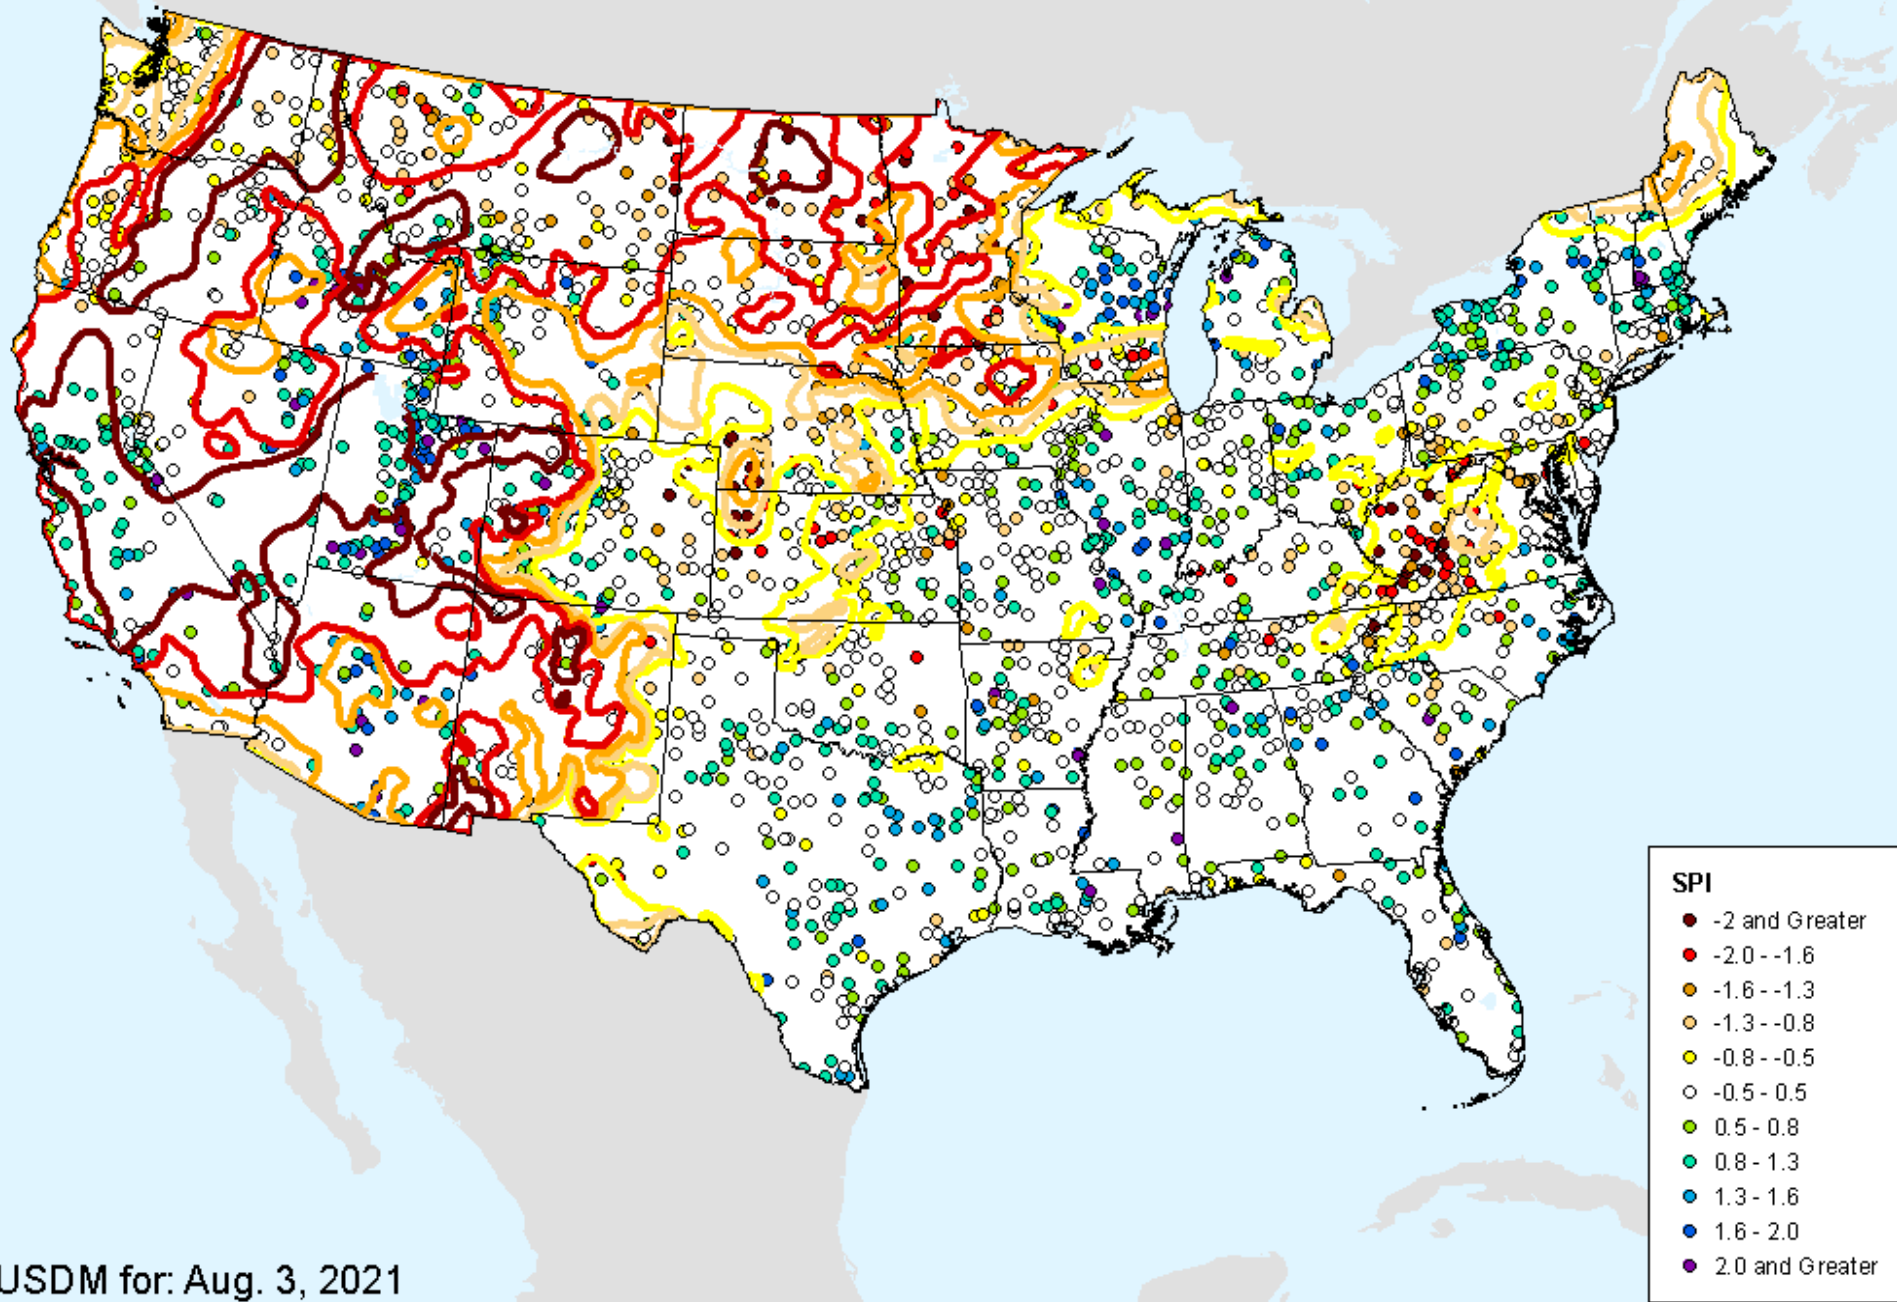 SPI
-2 and Greater
-2.0 - -1.6
-1.6 - -1.3
-1.3 - -0.8
-0.8 - -0.5
-0.5 - 0.5
0.5 - 0.8
0.8 - 1.3
1.3 - 1.6
1.6 - 2.0
2.0 and Greater
USDM for: Aug. 3, 2021